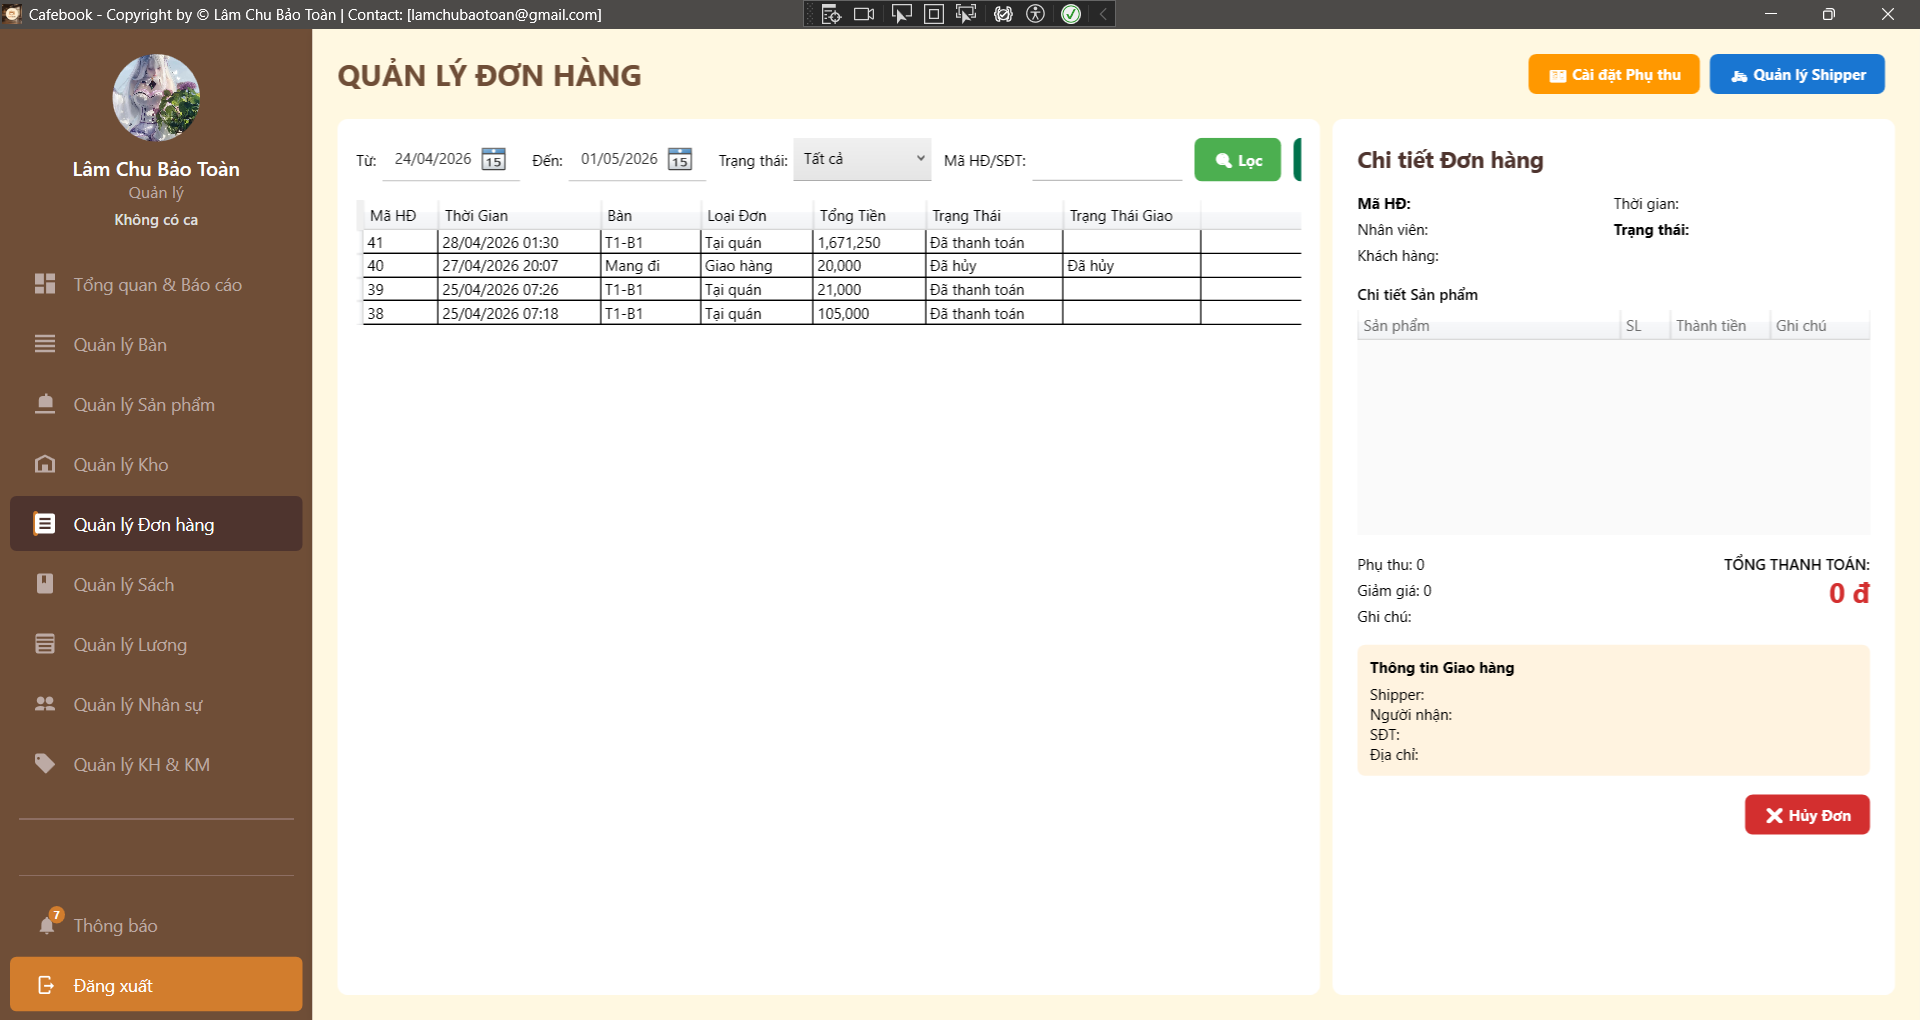 Cafebook - Copyright by © Lâm Chu Bảo Toàn | Contact: [lamchubaotoan@gmail.com]
Lâm Chu Bảo Toàn
Quản lý
Không có ca
Tổng quan & Báo cáo
Quản lý Bàn
Quản lý Sản phẩm
Quản lý Kho
Quản lý Đơn hàng
Quản lý Sách
Quản lý Lương
Quản lý Nhân sự
Quản lý KH & KM
7
Thông báo
Đăng xuất
QUẢN LÝ ĐƠN HÀNG
Cài đặt Phụ thu
Quản lý Shipper
Từ: 24/04/2026 15 Đến: 01/05/2026 15 Trạng thái: Tất cả Mã HĐ/SĐT: Lọc
Mã HĐ Thời Gian Bàn Loại Đơn Tổng Tiền Trạng Thái Trạng Thái Giao
41 28/04/2026 01:30 T1-B1 Tại quán 1,671,250 Đã thanh toán
40 27/04/2026 20:07 Mang đi Giao hàng 20,000 Đã hủy Đã hủy
39 25/04/2026 07:26 T1-B1 Tại quán 21,000 Đã thanh toán
38 25/04/2026 07:18 T1-B1 Tại quán 105,000 Đã thanh toán
Chi tiết Đơn hàng
Mã HĐ: Thời gian:
Nhân viên: Trạng thái:
Khách hàng:
Chi tiết Sản phẩm
Sản phẩm SL Thành tiền Ghi chú
Phụ thu: 0 TỔNG THANH TOÁN:
Giảm giá: 0 0 đ
Ghi chú:
Thông tin Giao hàng
Shipper:
Người nhận:
SĐT:
Địa chỉ:
Hủy Đơn